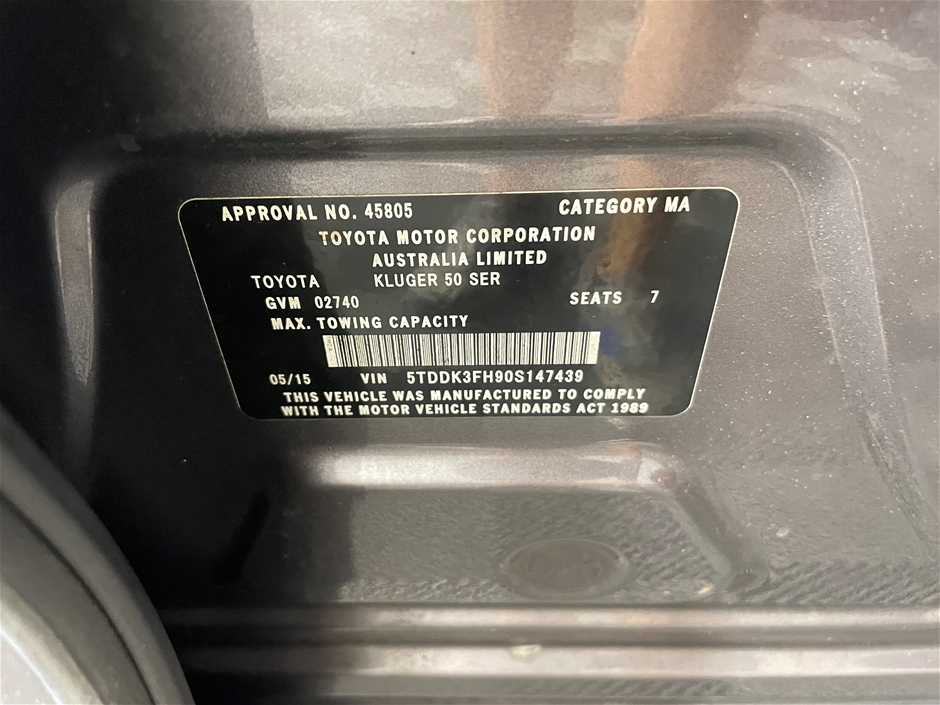 APPROVAL NO. 45805 CATEGORY MA
TOYOTA MOTOR CORPORATION
AUSTRALIA LIMITED
TOYOTA KLUGER 50 SER
GVM 02740 SEATS 7
MAX. TOWING CAPACITY
05/15 VIN 5TDDK3FH90S147439
THIS VEHICLE WAS MANUFACTURED TO COMPLY
WITH THE MOTOR VEHICLE STANDARDS ACT 1989